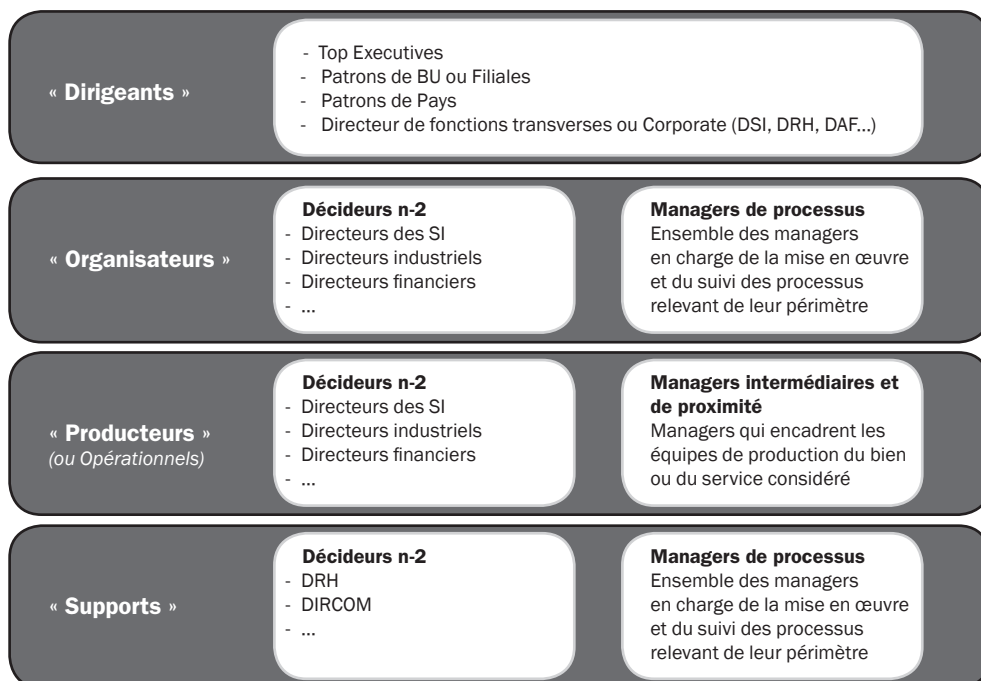 « Dirigeants »
- Top Executives
- Patrons de BU ou Filiales
- Patrons de Pays
- Directeur de fonctions transverses ou Corporate (DSI, DRH, DAF...)
« Organisateurs »
Décideurs n-2
- Directeurs des SI
- Directeurs industriels
- Directeurs financiers
- ...
Managers de processus
Ensemble des managers
en charge de la mise en œuvre
et du suivi des processus
relevant de leur périmètre
« Producteurs »
(ou Opérationnels)
Décideurs n-2
- Directeurs des SI
- Directeurs industriels
- Directeurs financiers
- ...
Managers intermédiaires et
de proximité
Managers qui encadrent les
équipes de production du bien
ou du service considéré
« Supports »
Décideurs n-2
- DRH
- DIRCOM
- ...
Managers de processus
Ensemble des managers
en charge de la mise en œuvre
et du suivi des processus
relevant de leur périmètre